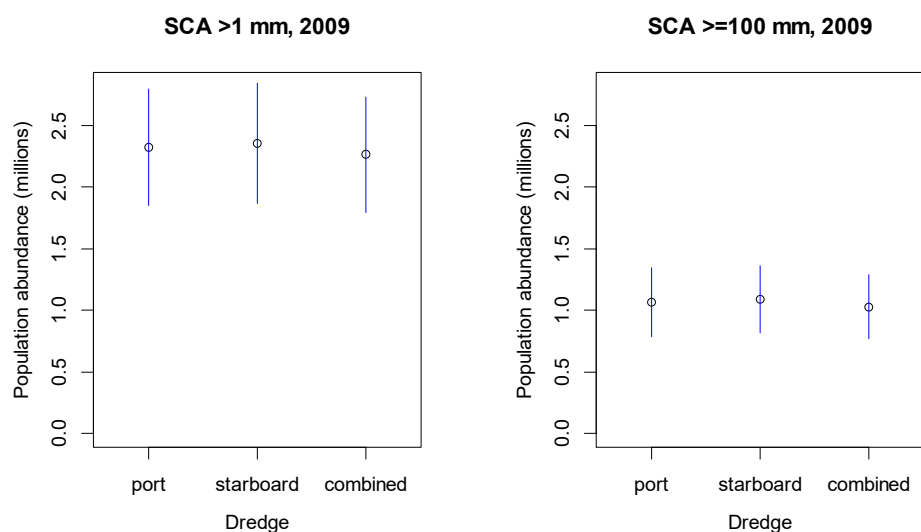 SCA >1 mm, 2009
Population abundance (millions)
2.5
2.0
1.5
1.0
0.5
0.0
port starboard combined
Dredge
SCA >=100 mm, 2009
Population abundance (millions)
2.5
2.0
1.5
1.0
0.5
0.0
port starboard combined
Dredge